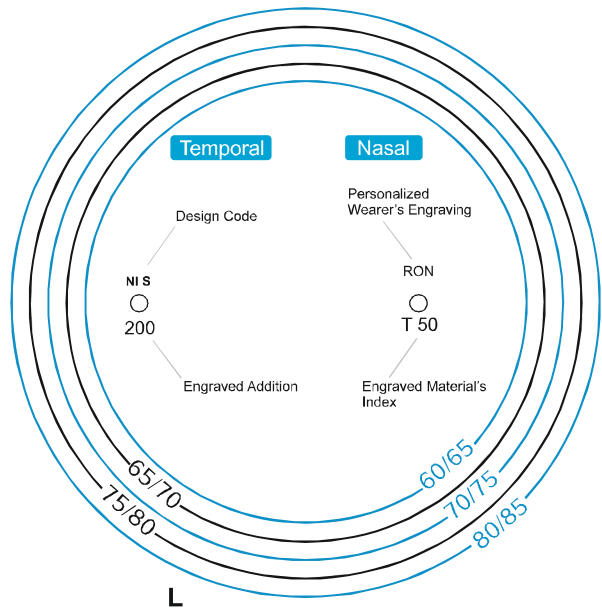 Temporal
Nasal
Personalized
Wearer's Engraving
Design Code
RON
NI S
200
T 50
Engraved Addition
Engraved Material's
Index
60/65
65/70
70/75
75/80
80/85
L